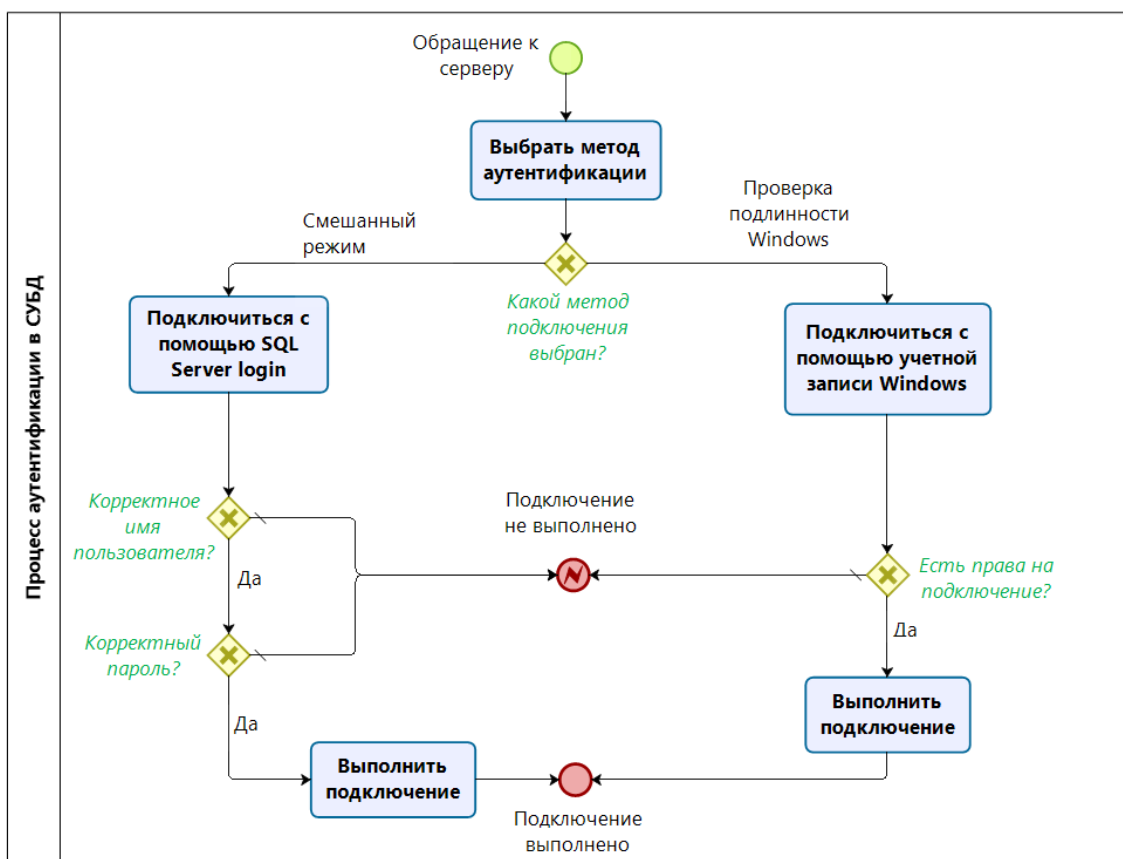 Процесс аутентификации в СУБД
Обращение к
серверу
Выбрать метод
аутентификации
Смешанный
режим
Проверка
подлинности
Windows
Какой метод
подключения
выбран?
Подключиться с
помощью SQL
Server login
Подключиться с
помощью учетной
записи Windows
Корректное
имя
пользователя?
Подключение
не выполнено
Есть права на
подключение?
Да
Да
Корректный
пароль?
Да
Выполнить
подключение
Выполнить
подключение
Подключение
выполнено